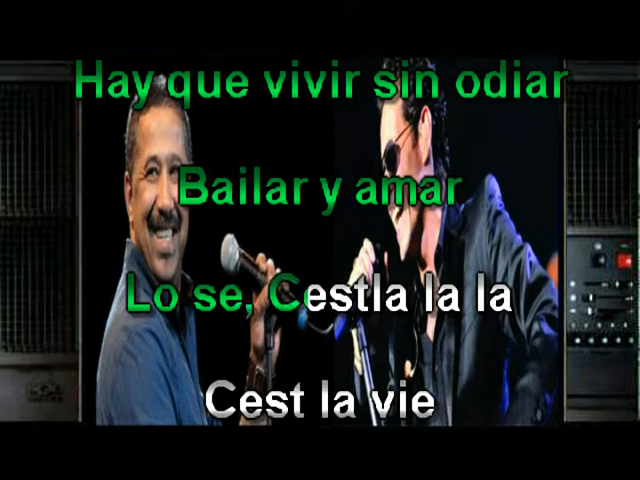 Hay que vivir sin odiar
Bailar y amar
Lo se, Cestla la la
Cest la vie